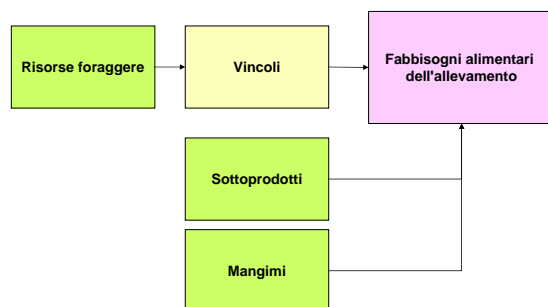 Risorse foraggere
Vincoli
Fabbisogni alimentari
dell'allevamento
Sottoprodotti
Mangimi